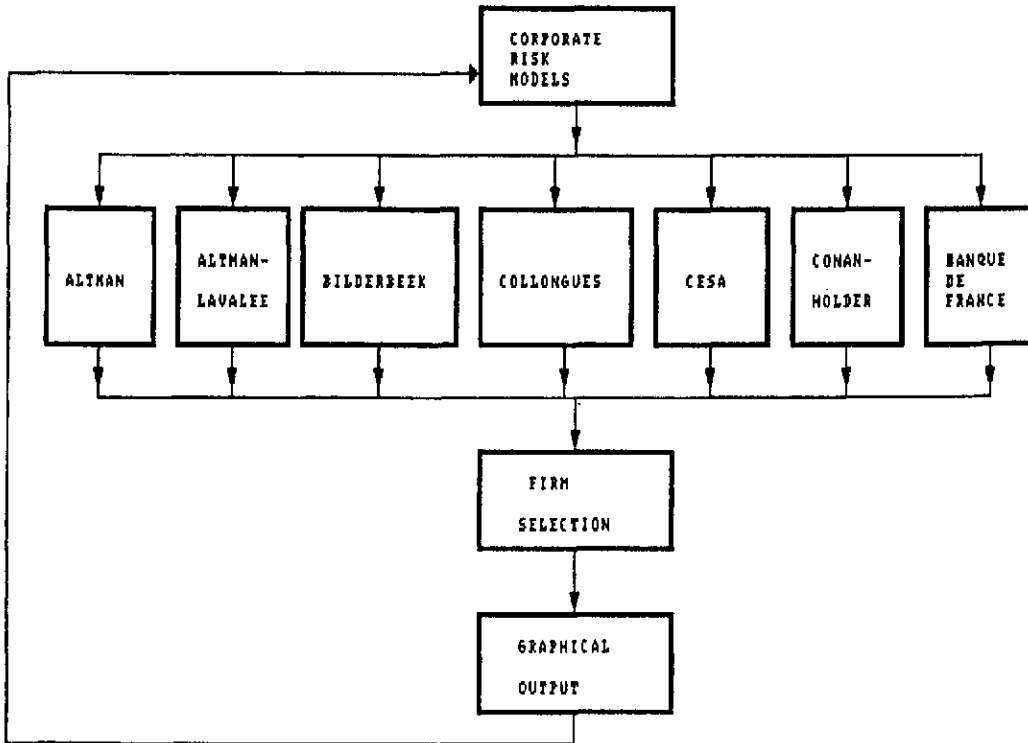 CORPORATE
RISK
MODELS
ALTMAN
ALTMAN-
LAVALEE
BILDERBEEK
COLLONGUES
CESA
CONAN-
HOLDER
BANQUE
DE
FRANCE
FIRM
SELECTION
GRAPHICAL
OUTPUT